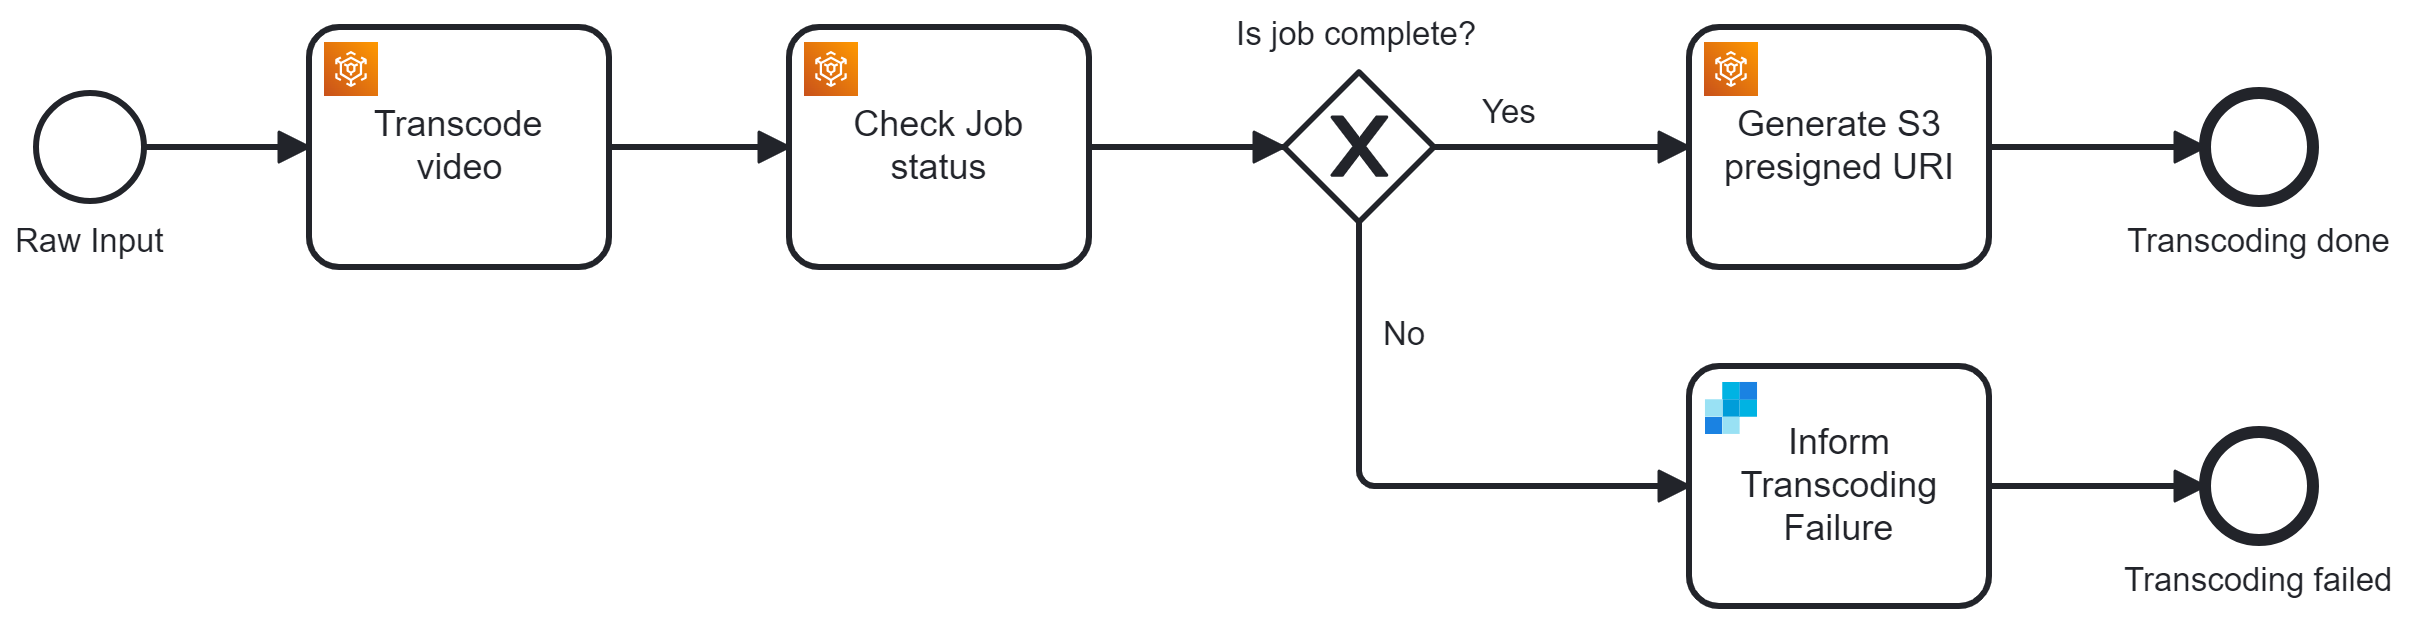 Raw Input
Transcode
video
Check Job
status
Is job complete?
Yes
Generate S3
presigned URI
Transcoding done
No
Inform
Transcoding
Failure
Transcoding failed